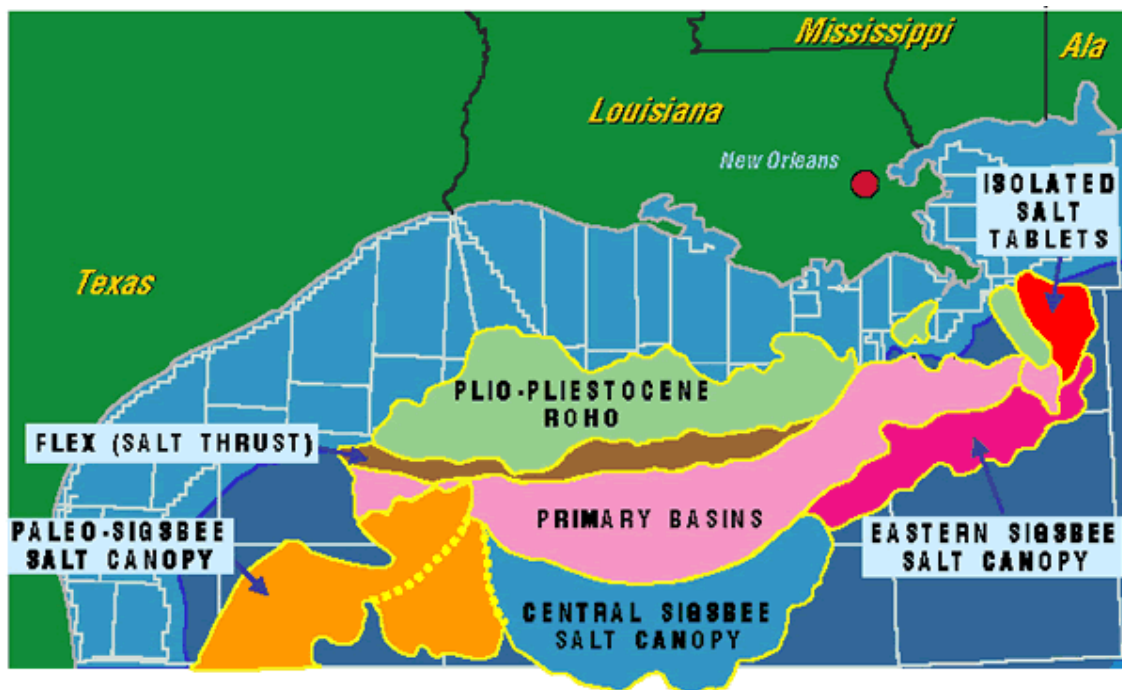 Mississippi
Ala
Louisiana
New Orleans
ISOLATED
SALT
TABLETS
Texas
PLIO-PLIESTOCENE
ROHO
FLEX (SALT THRUST)
PRIMARY BASINS
PALEO-SIGSBEE
SALT CANOPY
EASTERN SIGSBEE
SALT CANOPY
CENTRAL SIGSBEE
SALT CANOPY